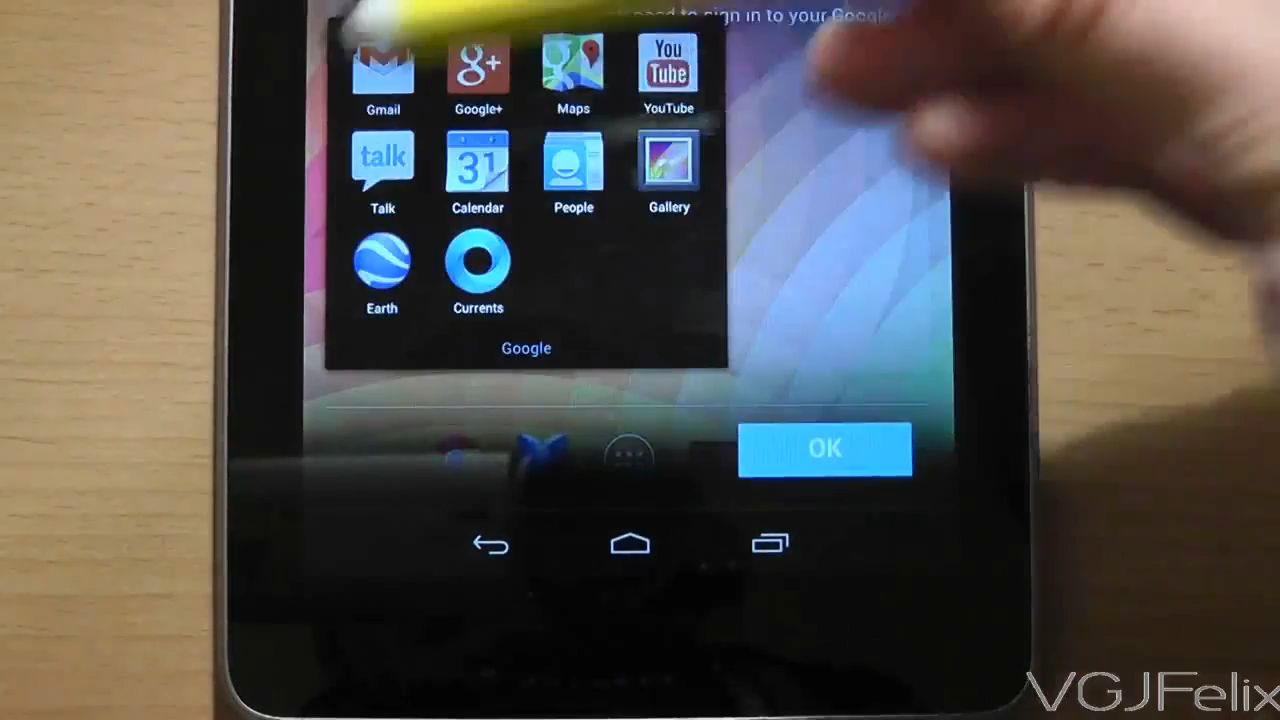 need to sign in to your Google
Gmail
Google+
Maps
YouTube
You
Tube
g+
talk
31
Talk
Calendar
People
Gallery
Earth
Currents
Google
OK
VGJFelix